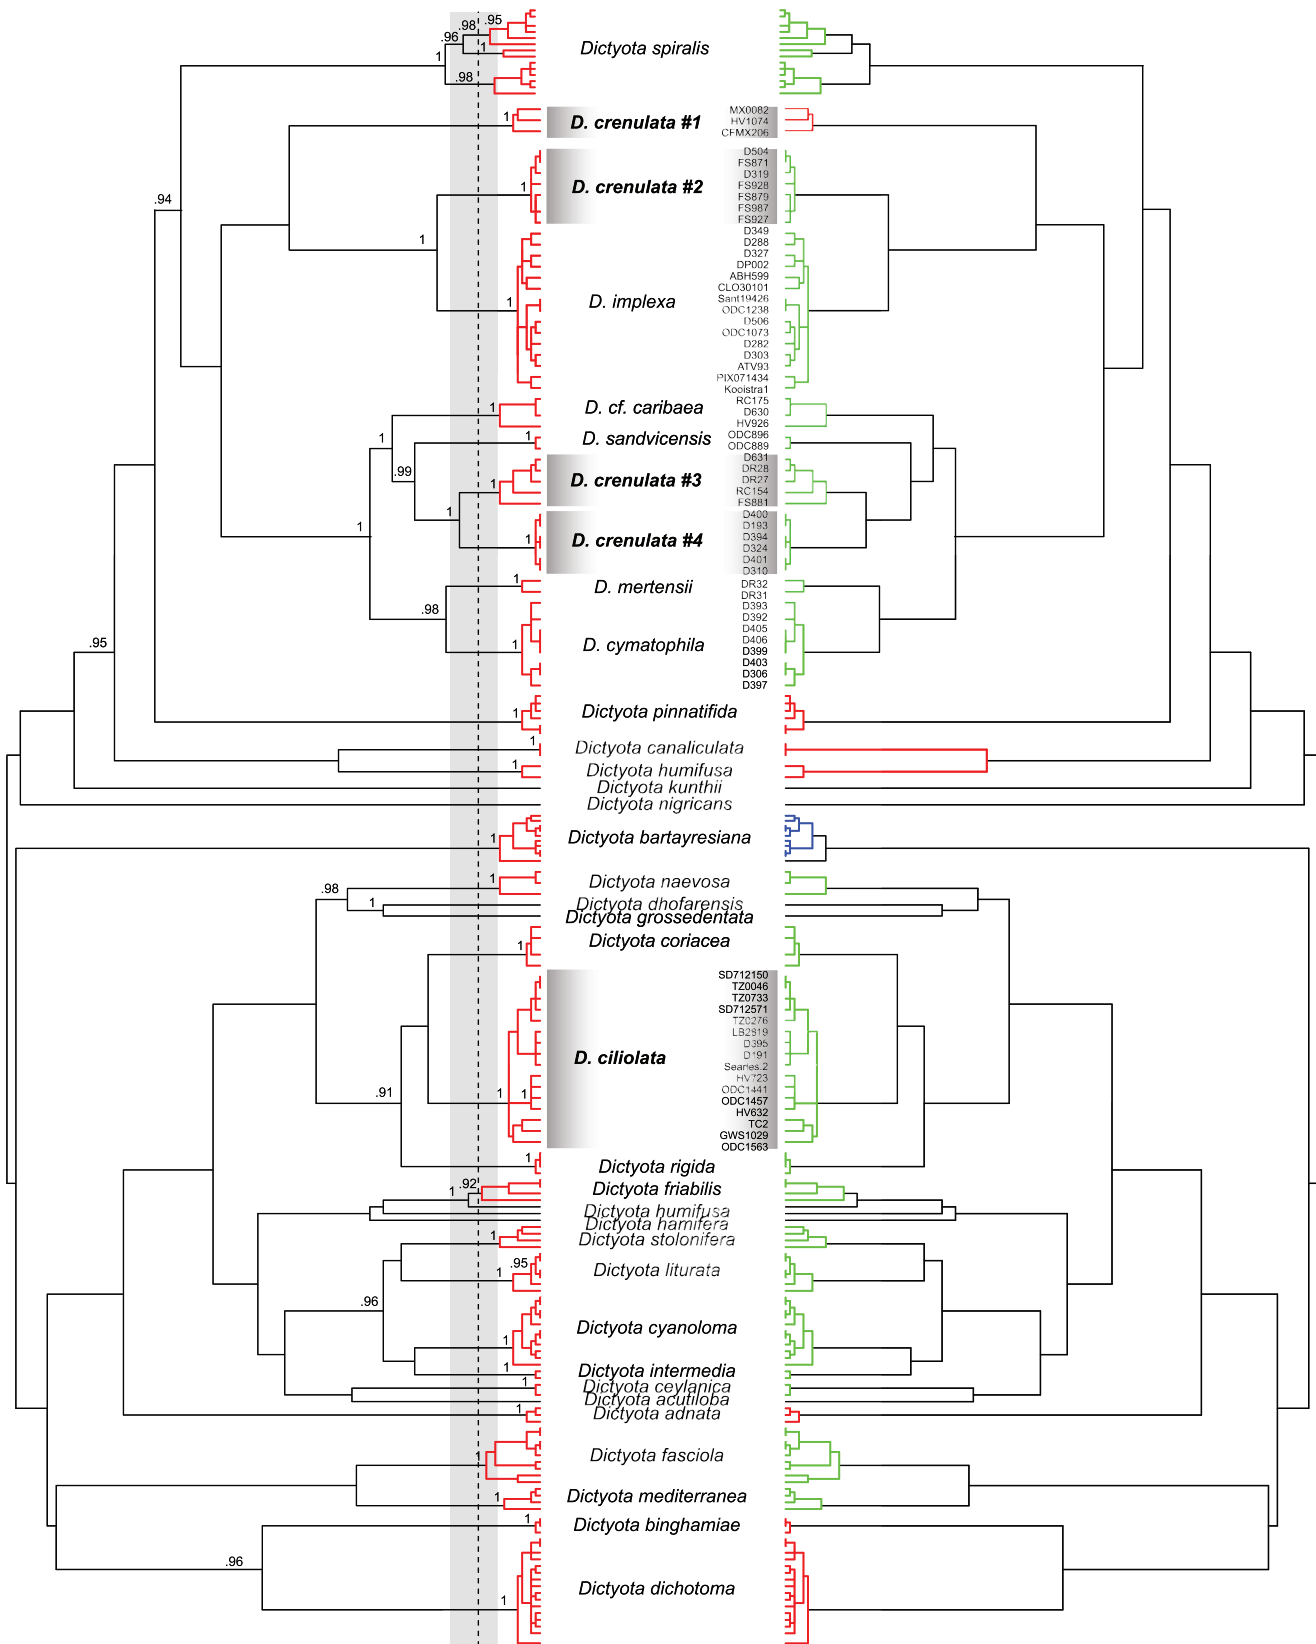 .95
.98
.96
1
1
.98
Dictyota spiralis
1
D. crenulata #1
MX0082
HV1074
CFMX206
1
D. crenulata #2
D504
FS871
D319
FS928
FS879
FS987
FS927
.94
1
1
D. implexa
D349
D288
D327
DP002
ABH599
CLO30101
Sant19426
ODC1238
D506
ODC1073
D282
D303
ATV93
PIX071434
Kooistra1
1
D. cf. caribaea
RC175
D630
HV926
1
1
D. sandvicensis
ODC896
ODC889
.99
1
D. crenulata #3
D631
DR28
DR27
RC154
FS881
1
1
1
D. crenulata #4
D400
D193
D394
D324
D401
D310
1
D. mertensii
DR32
DR31
.98
1
D. cymatophila
D393
D392
D405
D406
D399
D403
D306
D397
.95
1
Dictyota pinnatifida
1
Dictyota canaliculata
1
Dictyota humifusa
Dictyota kunthii
Dictyota nigricans
1
Dictyota bartayresiana
1
Dictyota naevosa
.98
1
Dictyota dhofarensis
Dictyota grossedentata
1
Dictyota coriacea
D. ciliolata
SD712150
TZ0046
TZ0733
SD712571
TZ0276
LB2819
D395
D191
Searles.2
HV723
ODC1441
ODC1457
HV632
TC2
GWS1029
ODC1563
.91
1
1
1
Dictyota rigida
.92
1
Dictyota friabilis
Dictyota humifusa
Dictyota hamifera
1
Dictyota stolonifera
.95
1
Dictyota liturata
.96
1
Dictyota cyanoloma
1
Dictyota intermedia
1
Dictyota ceylanica
Dictyota acutiloba
1
Dictyota adnata
1
Dictyota fasciola
1
Dictyota mediterranea
1
Dictyota binghamiae
.96
1
Dictyota dichotoma